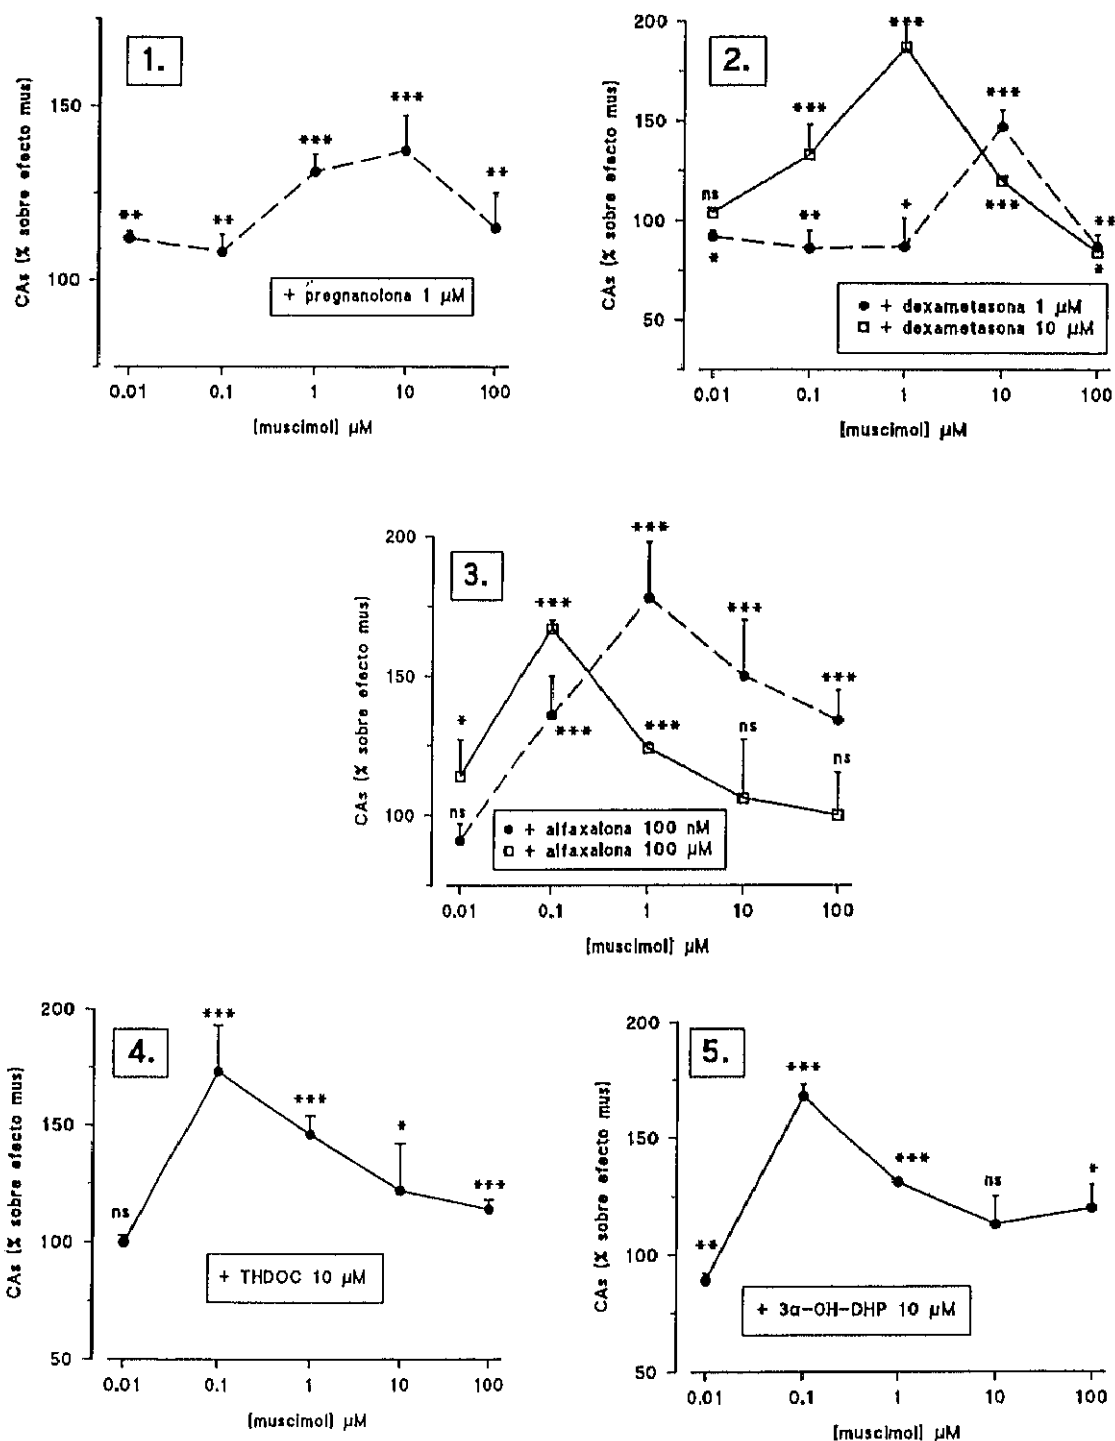 1.
CAs (% sobre efecto mus)
150
100
***
***
**
**
**
+ pregnanolona 1 µM
0.01 0.1 1 10 100
[muscimol] µM
2.
CAs (% sobre efecto mus)
200
150
100
50
***
***
***
ns
**
+
***
**
*
*
● + dexametasona 1 µM
□ + dexametasona 10 µM
0.01 0.1 1 10 100
[muscimol] µM
3.
CAs (% sobre efecto mus)
200
150
100
***
***
***
***
*
***
***
ns
ns
ns
● + alfaxalona 100 nM
□ + alfaxalona 100 µM
0.01 0.1 1 10 100
[muscimol] µM
4.
CAs (% sobre efecto mus)
200
150
100
50
***
***
*
***
ns
+ THDOC 10 µM
0.01 0.1 1 10 100
[muscimol] µM
5.
CAs (% sobre efecto mus)
200
150
100
50
***
***
ns
*
**
+ 3α-OH-DHP 10 µM
0.01 0.1 1 10 100
[muscimol] µM